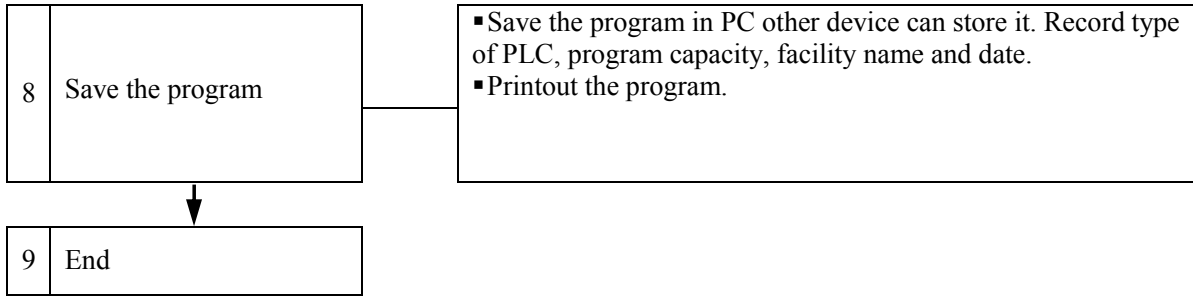 8 Save the program
▪Save the program in PC other device can store it. Record type
of PLC, program capacity, facility name and date.
▪Printout the program.
9 End